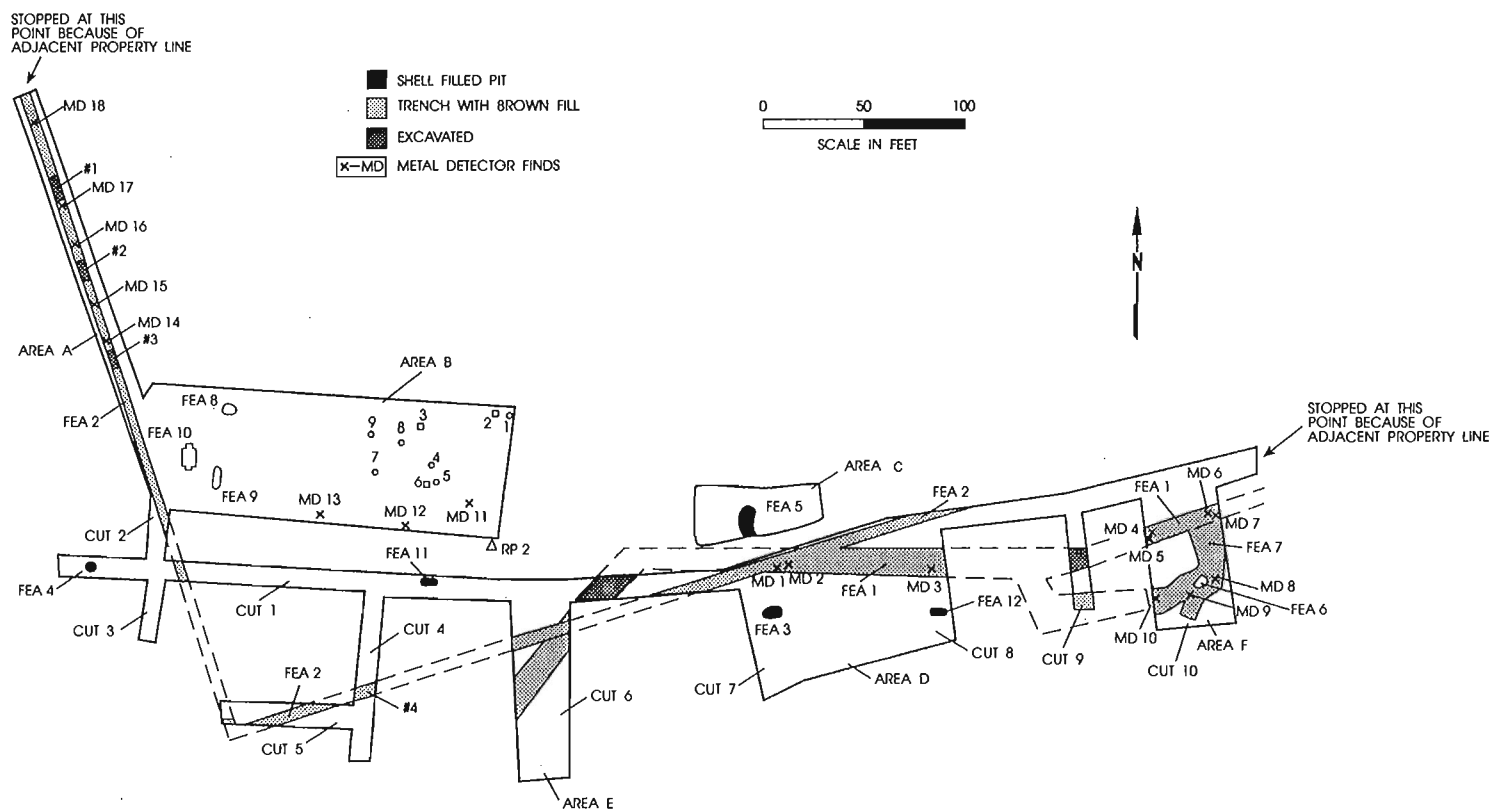 STOPPED AT THIS
POINT BECAUSE OF
ADJACENT PROPERTY LINE
SHELL FILLED PIT
TRENCH WITH BROWN FILL
EXCAVATED
X-MD METAL DETECTOR FINDS
0 50 100
SCALE IN FEET
N
MD 18
#1
MD 17
MD 16
#2
MD 15
MD 14
#3
AREA A
FEA 2
AREA B
FEA 8
FEA 10
FEA 9
9
8
3
2
1
7
4
6
5
MD 13
MD 12
MD 11
RP 2
CUT 2
FEA 4
CUT 3
CUT 1
FEA 11
CUT 4
FEA 2
#4
CUT 5
CUT 6
AREA E
AREA C
FEA 5
FEA 2
MD 1
MD 2
FEA 1
MD 3
FEA 3
FEA 12
CUT 7
CUT 8
AREA D
CUT 9
STOPPED AT THIS
POINT BECAUSE OF
ADJACENT PROPERTY LINE
MD 6
FEA 1
MD 4
MD 7
MD 5
FEA 7
MD 8
MD 9
FEA 6
MD 10
AREA F
CUT 10